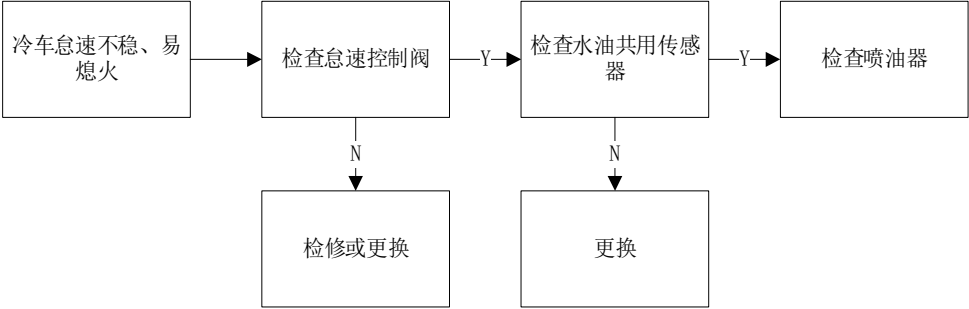 冷车怠速不稳、易
熄火
检查怠速控制阀
Y
检查水油共用传感
器
Y
检查喷油器
N
N
检修或更换
更换